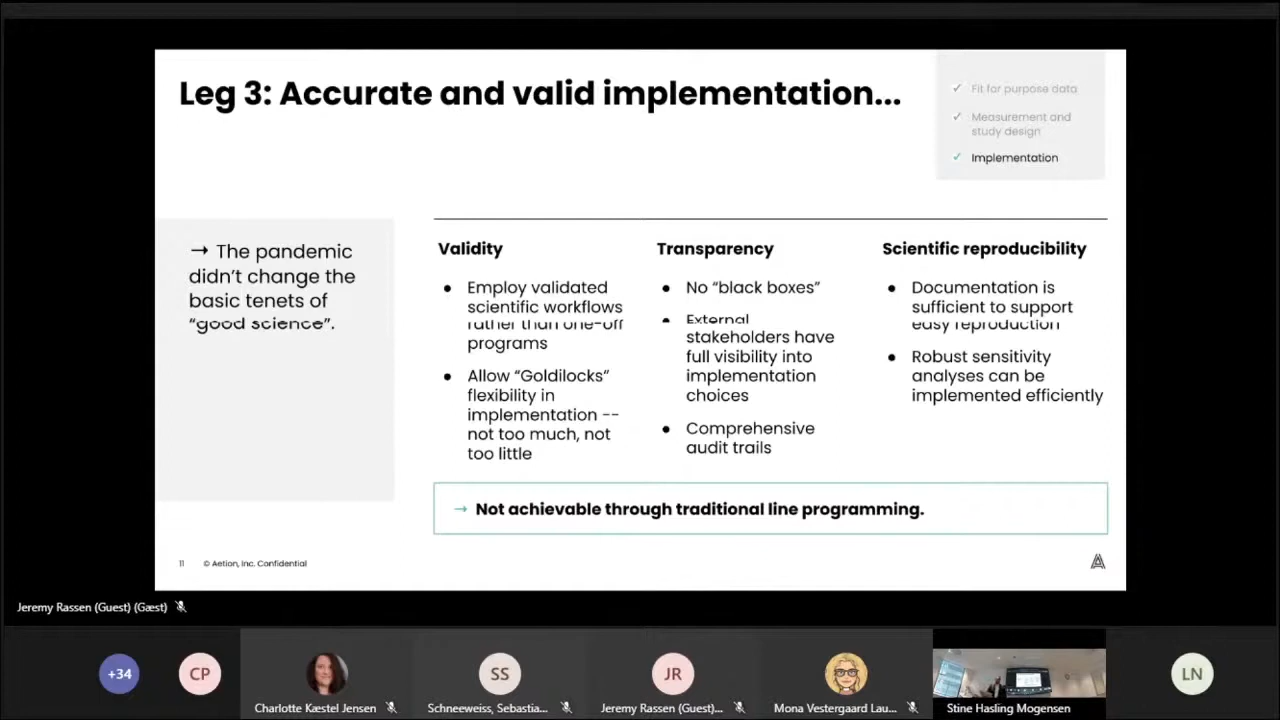 Leg 3: Accurate and valid implementation...
✓ Fit for purpose data
✓ Measurement and
study design
✓ Implementation
→ The pandemic
didn't change the
basic tenets of
“good science”.
Validity
● Employ validated
scientific workflows
rather than one-off
programs
● Allow “Goldilocks”
flexibility in
implementation --
not too much, not
too little
Transparency
● No “black boxes”
● External
stakeholders have
full visibility into
implementation
choices
● Comprehensive
audit trails
Scientific reproducibility
● Documentation is
sufficient to support
easy reproduction
● Robust sensitivity
analyses can be
implemented efficiently
→ Not achievable through traditional line programming.
11 © Aetion, Inc. Confidential
Jeremy Rassen (Guest) (Gæst)
+34
CP
Charlotte Kæstel Jensen
SS
Schneeweiss, Sebastia...
JR
Jeremy Rassen (Guest)...
Mona Vestergaard Lau...
Stine Hasling Mogensen
LN